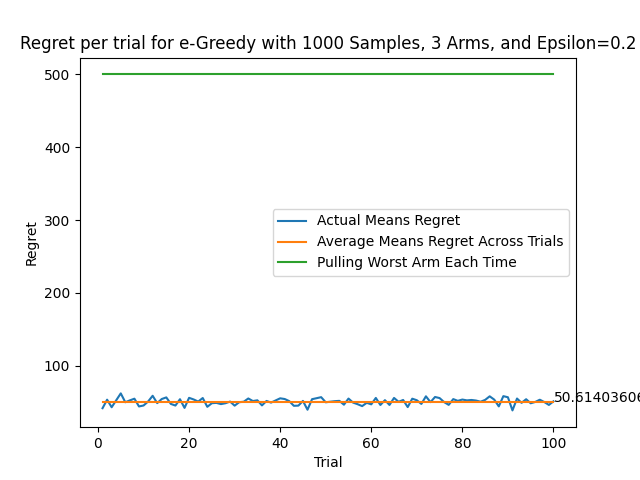 Regret per trial for e-Greedy with 1000 Samples, 3 Arms, and Epsilon=0.2
500
400
300
200
100
Regret
Actual Means Regret
Average Means Regret Across Trials
Pulling Worst Arm Each Time
50.61403606
0 20 40 60 80 100
Trial